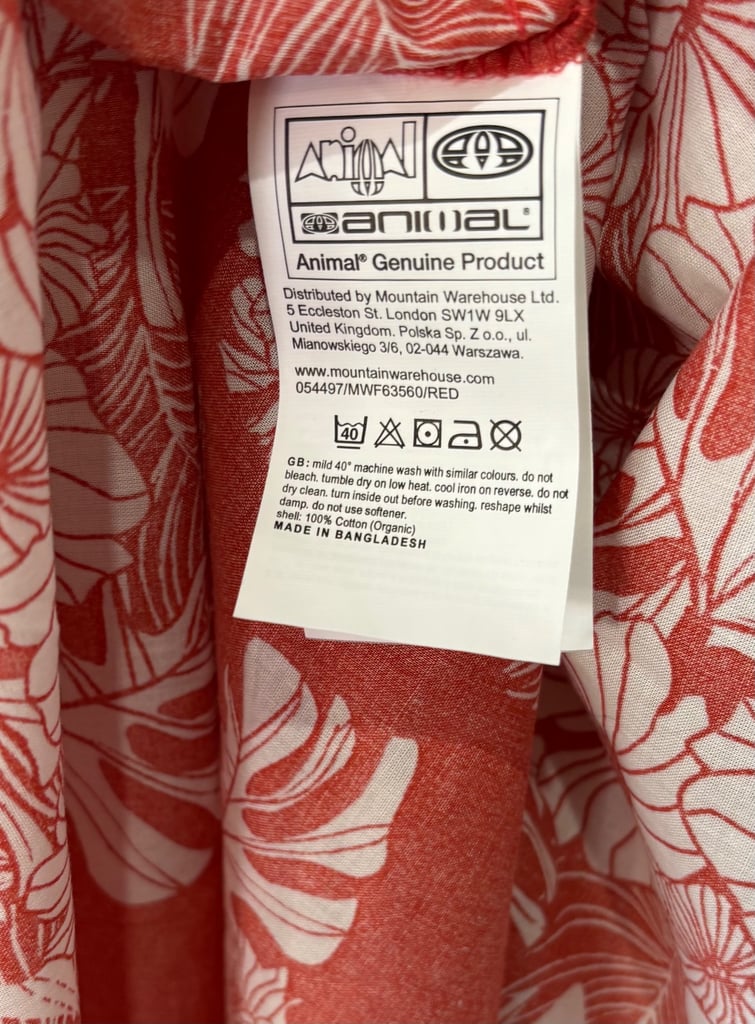 Animal
anımal®
Animal® Genuine Product
Distributed by Mountain Warehouse Ltd.
5 Eccleston St. London SW1W 9LX
United Kingdom. Polska Sp. Z o.o., ul.
Mianowskiego 3/6, 02-044 Warszawa.
www.mountainwarehouse.com
054497/MWF63560/RED
40
GB: mild 40° machine wash with similar colours. do not
bleach. tumble dry on low heat. cool iron on reverse. do not
dry clean. turn inside out before washing. reshape whilst
damp. do not use softener.
shell: 100% Cotton (Organic)
MADE IN BANGLADESH